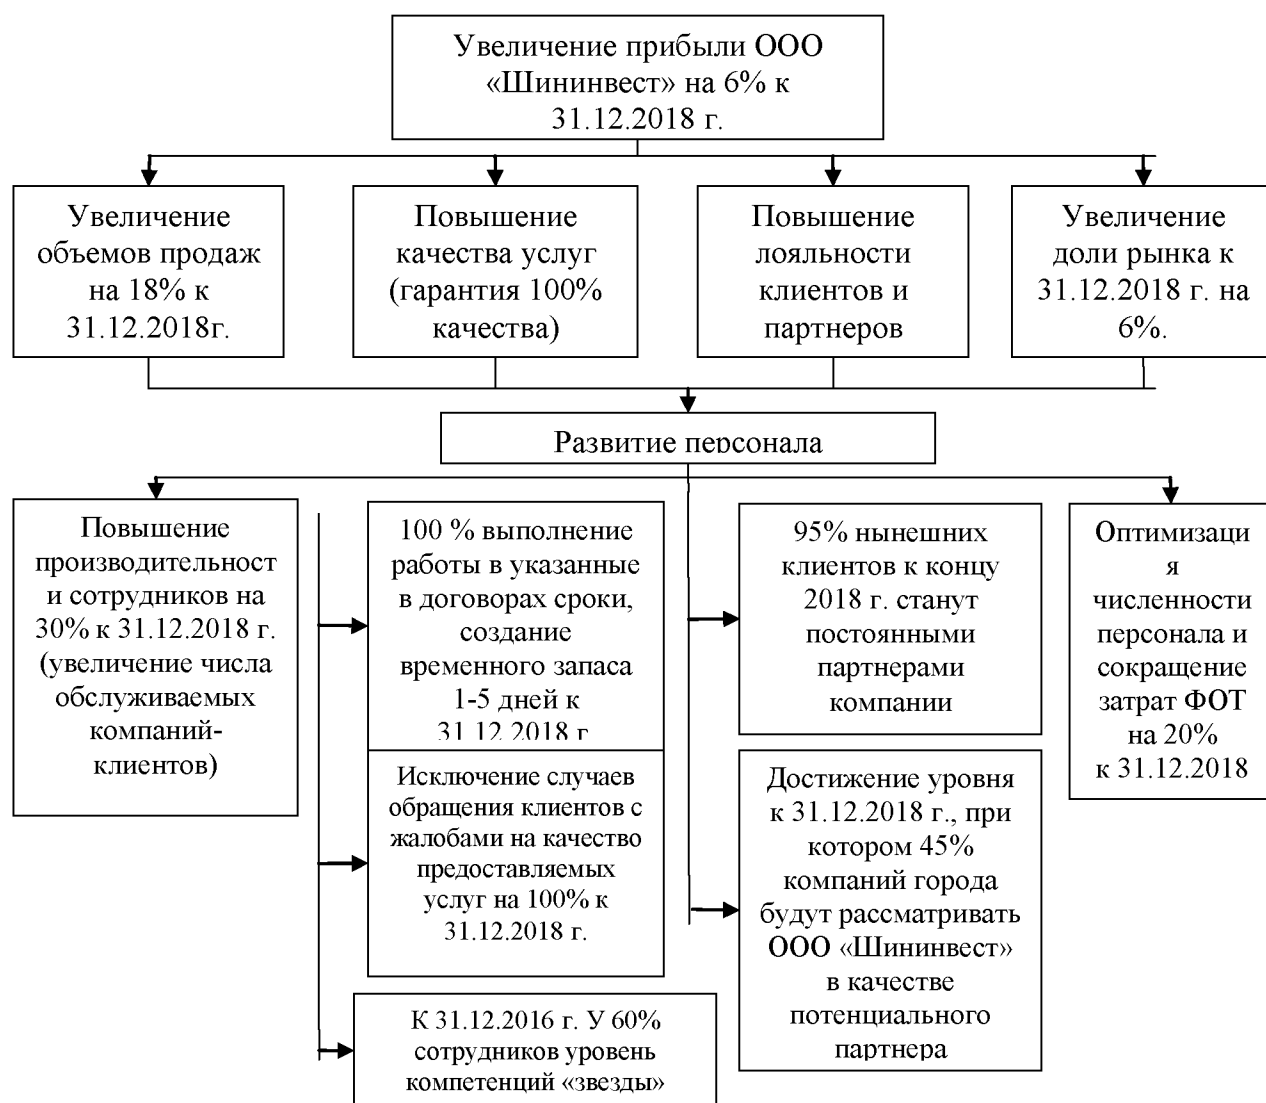 Увеличение прибыли ООО
«Шининвест» на 6% к
31.12.2018 г.
Увеличение
объемов продаж
на 18% к
31.12.2018г.
Повышение
качества услуг
(гарантия 100%
качества)
Повышение
лояльности
клиентов и
партнеров
Увеличение
доли рынка к
31.12.2018 г. на
6%.
Развитие персонала
Повышение
производительност
и сотрудников на
30% к 31.12.2018 г.
(увеличение числа
обслуживаемых
компаний-
клиентов)
100 % выполнение
работы в указанные
в договорах сроки,
создание
временного запаса
1-5 дней к
31.12.2018 г
95% нынешних
клиентов к концу
2018 г. станут
постоянными
партнерами
компании
Оптимизаци
я
численности
персонала и
сокращение
затрат ФОТ
на 20%
к 31.12.2018
Исключение случаев
обращения клиентов с
жалобами на качество
предоставляемых
услуг на 100% к
31.12.2018 г.
Достижение уровня
к 31.12.2018 г., при
котором 45%
компаний города
будут рассматривать
ООО «Шининвест»
в качестве
потенциального
партнера
К 31.12.2016 г. У 60%
сотрудников уровень
компетенций «звезды»